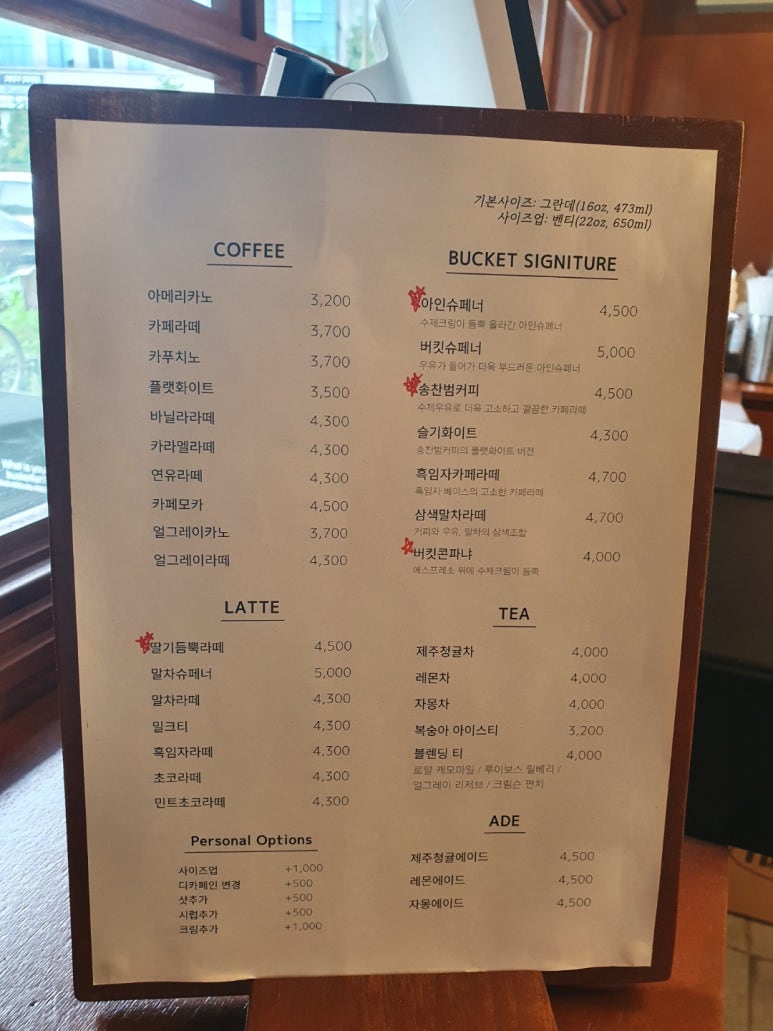 기본사이즈: 그란데(16oz, 473ml)
사이즈업: 벤티(22oz, 650ml)
COFFEE
아메리카노 3,200
카페라떼 3,700
카푸치노 3,700
플랫화이트 3,500
바닐라라떼 4,300
카라멜라떼 4,300
연유라떼 4,300
카페모카 4,500
얼그레이카노 3,700
얼그레이라떼 4,300
LATTE
딸기듬뿍라떼 4,500
말차슈페너 5,000
말차라떼 4,300
밀크티 4,300
흑임자라떼 4,300
초코라떼 4,300
민트초코라떼 4,300
Personal Options
사이즈업 +1,000
디카페인 변경 +500
샷추가 +500
시럽추가 +500
크림추가 +1,000
BUCKET SIGNITURE
아인슈페너 4,500
수제크림이 듬뿍 올라간 아인슈페너
버킷슈페너 5,000
우유가 들어가 더욱 부드러운 아인슈페너
송찬범커피 4,500
수제우유로 더욱 고소하고 깔끔한 카페라떼
슬기화이트 4,300
송찬범커피의 플랫화이트 버전
흑임자카페라떼 4,700
흑임자 베이스의 고소한 카페라떼
삼색말차라떼 4,700
커피와 우유, 말차의 삼색조합
버킷콘파냐 4,000
에스프레소 위에 수제크림이 듬뿍
TEA
제주청귤차 4,000
레몬차 4,000
자몽차 4,000
복숭아 아이스티 3,200
블렌딩 티 4,000
로얄 캐모마일 / 루이보스 필베리 /
얼그레이 리저브 / 크림슨 펀치
ADE
제주청귤에이드 4,500
레몬에이드 4,500
자몽에이드 4,500